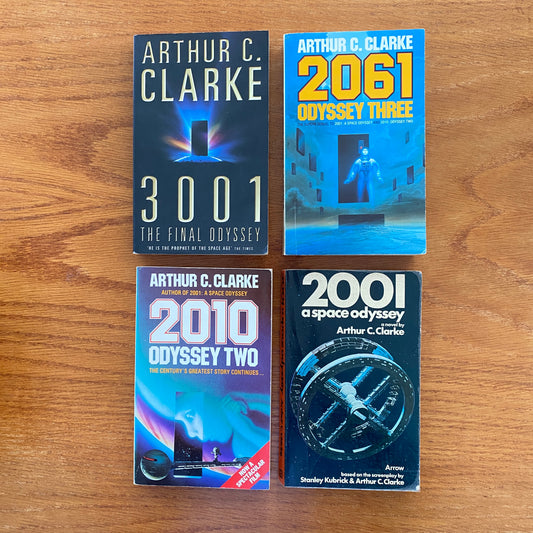 ARTHUR C.
CLARKE
3001
THE FINAL ODYSSEY
'HE IS THE PROPHET OF THE SPACE AGE' THE TIMES
ARTHUR C. CLARKE
2061
ODYSSEY THREE
2001: A SPACE ODYSSEY
2010: ODYSSEY TWO
ARTHUR C. CLARKE
AUTHOR OF 2001: A SPACE ODYSSEY
2010
ODYSSEY TWO
THE CENTURY'S GREATEST STORY CONTINUES...
NOW A
SPECTACULAR
FILM
2001
a space odyssey
a novel by
Arthur C. Clarke
Arrow
based on the screenplay by
Stanley Kubrick & Arthur C. Clarke